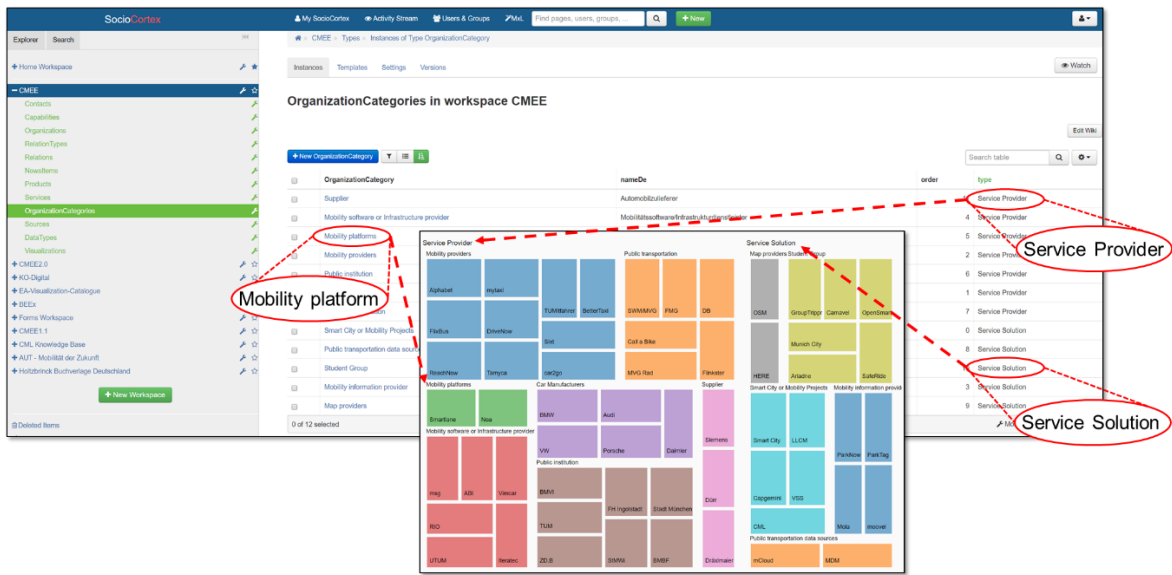 SocioCortex
My SocioCortex Activity Stream Users & Groups MxL Find pages, users, groups, ... + New
Explorer Search
CMEE Types Instances of Type OrganizationCategory
+ Home Workspace
Instances Templates Settings Versions Watch
CMEE
Contacts
Capabilities
Organizations
RelationTypes
Relations
NewsItems
Products
Services
OrganizationCategories
Sources
DataTypes
Visualizations
+ CMEE2.0
+ KO-Digital
+ EA-Visualization-Catalogue
+ BEEx
+ Forms Workspace
+ CMEE1.1
+ CML Knowledge Base
+ AUT - Mobilität der Zukunft
+ Holtzbrinck Buchverlage Deutschland
+ New Workspace
Deleted Items
OrganizationCategories in workspace CMEE
Edit Wiki
+ New OrganizationCategory Search table
OrganizationCategory nameDe order type
Supplier Automobilzulieferer Service Provider
Mobility software or Infrastructure provider Mobilitätssoftware/Infrastrukturdienstleister 4 Service Provider
Mobility platforms 5 Service Provider
Mobility providers 2 Service Provider
Public institution 6 Service Provider
1 Service Provider
7 Service Provider
Smart City or Mobility Projects 0 Service Solution
Public transportation data sources 8 Service Solution
Student Group Service Solution
Mobility information provider 3 Service Solution
Map providers 9 Service Solution
0 of 12 selected
Mobility platform
Service Provider
Service Solution
Service Provider
Mobility providers
Alphabet
mytaxi
FlixBus
DriveNow
ReachNow
Tamyca
TUMitfahrer
BetterTaxi
Sixt
car2go
Public transportation
SWM/MVG
PMG
DB
Call a Bike
MVG Rad
Flinkster
Mobility platforms
Smartlane
Noa
Car Manufacturers
BMW
Audi
VW
Porsche
Daimler
Supplier
Siemens
Dürr
Dräxlmaier
Mobility software or Infrastructure provider
msg
ABI
Vimcar
RIO
UTUM
Iteratec
Public institution
BMVI
TUM
ZD.B
FH Ingolstadt
Stadt München
StMWi
BMBF
Service Solution
Map providers
OSM
HERE
Student Group
GroupTrippr
Carnavel
OpenSmart
Munich City
Ariadne
SafeRide
Smart City or Mobility Projects
Smart City
LLCM
Capgemini
VSS
CML
Mobility information provid
ParkNow
ParkTag
Motu
moovel
Public transportation data sources
mCloud
MDM